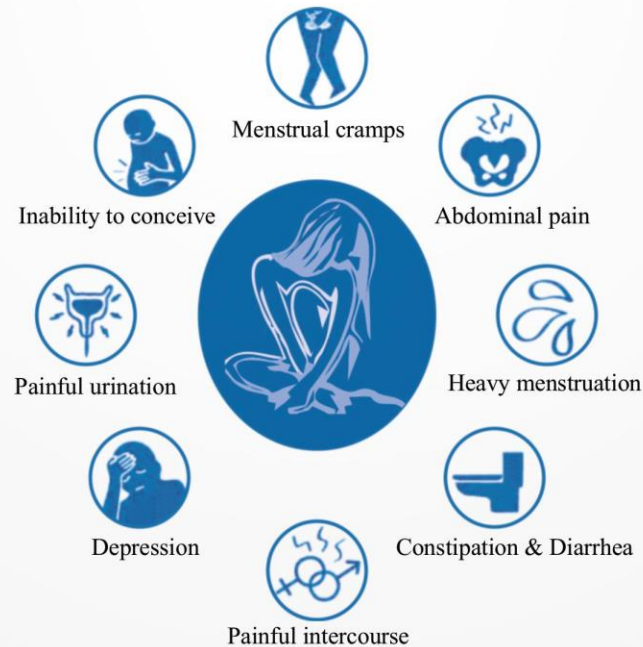 Menstrual cramps
Inability to conceive
Abdominal pain
Painful urination
Heavy menstruation
Depression
Constipation & Diarrhea
Painful intercourse